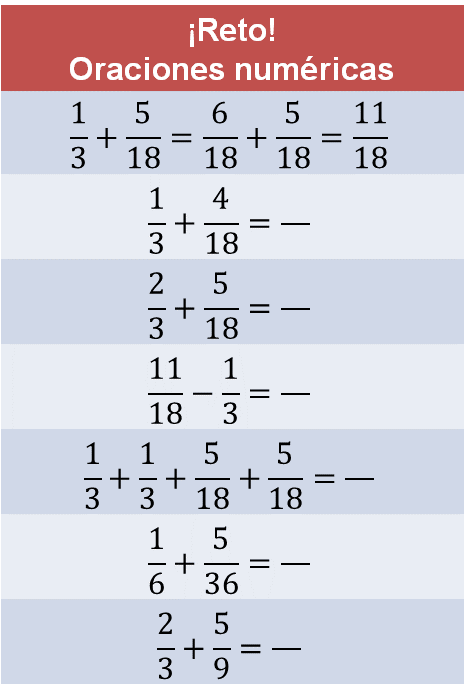 ¡Reto!
Oraciones numéricas
1/3 + 5/18 = 6/18 + 5/18 = 11/18
1/3 + 4/18 = —
2/3 + 5/18 = —
11/18 − 1/3 = —
1/3 + 1/3 + 5/18 + 5/18 = —
1/6 + 5/36 = —
2/3 + 5/9 = —